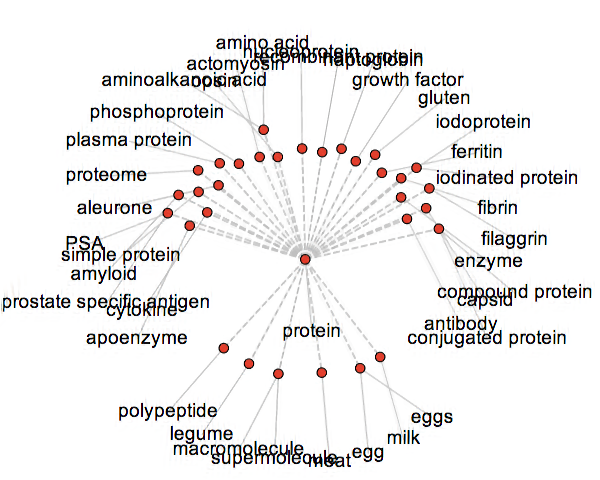 amino acid
nucleoprotein
recombinant protein
haptoglobin
actomyosin
aminoalkanoic acid
opsin
growth factor
gluten
phosphoprotein
iodoprotein
plasma protein
ferritin
proteome
iodinated protein
aleurone
fibrin
PSA
filaggrin
simple protein
enzyme
amyloid
compound protein
prostate specific antigen
capsid
cytokine
antibody
protein
apoenzyme
conjugated protein
polypeptide
eggs
legume
milk
macromolecule
egg
supermolecule
meat